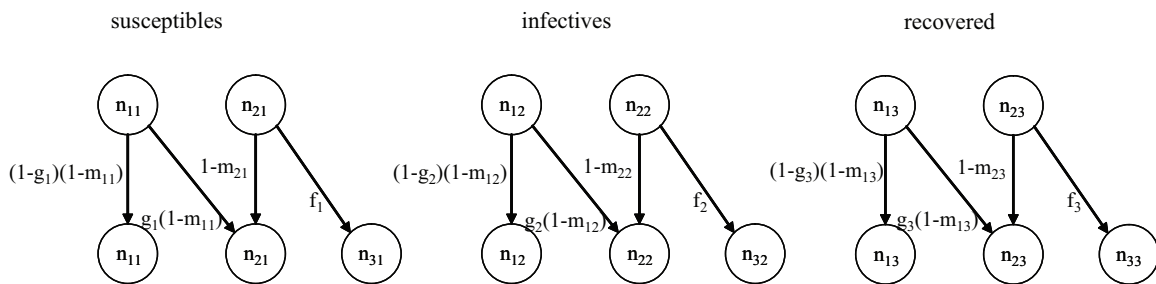 susceptibles infectives recovered
n₁₁ n₂₁ n₁₂ n₂₂ n₁₃ n₂₃
(1-g₁)(1-m₁₁) 1-m₂₁ (1-g₂)(1-m₁₂) 1-m₂₂ (1-g₃)(1-m₁₃) 1-m₂₃
g₁(1-m₁₁) f₁ g₂(1-m₁₂) f₂ g₃(1-m₁₃) f₃
n₁₁ n₂₁ n₃₁ n₁₂ n₂₂ n₃₂ n₁₃ n₂₃ n₃₃